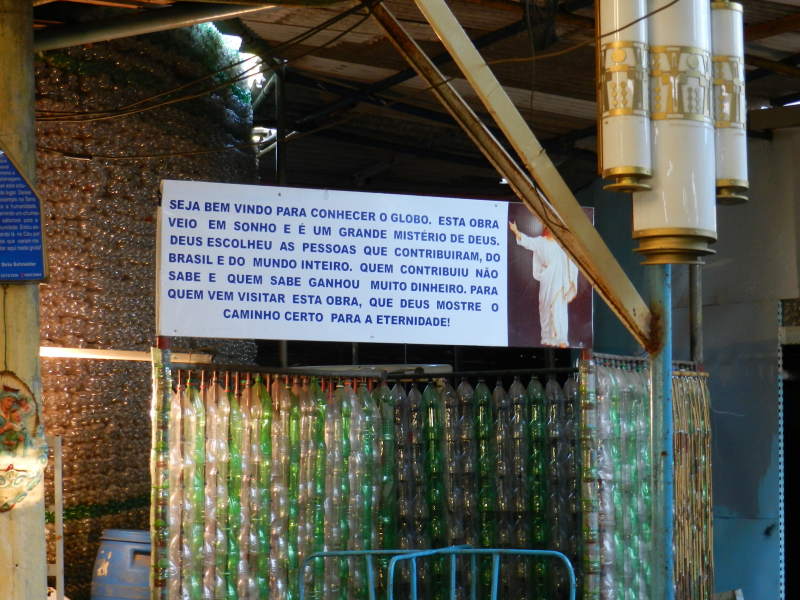 SEJA BEM VINDO PARA CONHECER O GLOBO. ESTA OBRA
VEIO EM SONHO E É UM GRANDE MISTÉRIO DE DEUS.
DEUS ESCOLHEU AS PESSOAS QUE CONTRIBUIRAM, DO
BRASIL E DO MUNDO INTEIRO. QUEM CONTRIBUIU NÃO
SABE E QUEM SABE GANHOU MUITO DINHEIRO. PARA
QUEM VEM VISITAR ESTA OBRA, QUE DEUS MOSTRE O
CAMINHO CERTO PARA A ETERNIDADE!